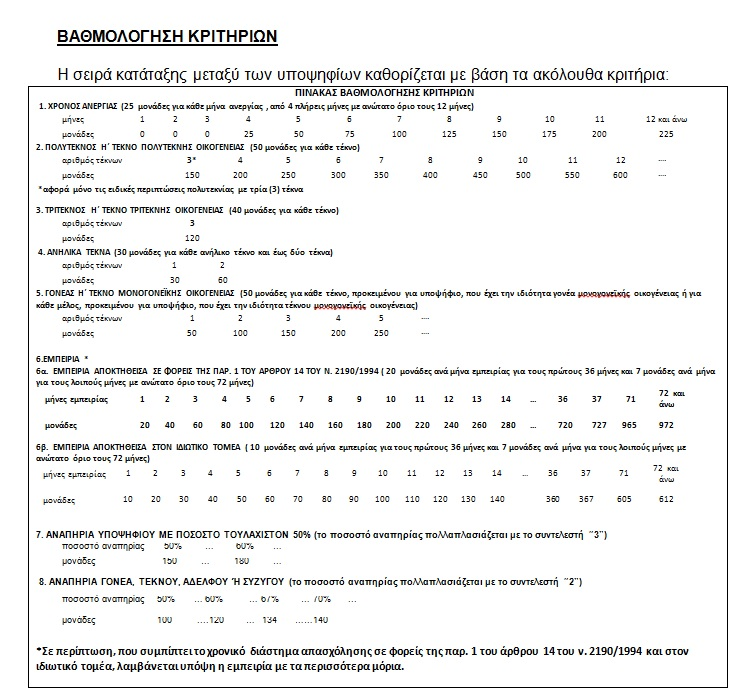 ΒΑΘΜΟΛΟΓΗΣΗ ΚΡΙΤΗΡΙΩΝ
Η σειρά κατάταξης μεταξύ των υποψηφίων καθορίζεται με βάση τα ακόλουθα κριτήρια:
ΠΙΝΑΚΑΣ ΒΑΘΜΟΛΟΓΗΣΗΣ ΚΡΙΤΗΡΙΩΝ
1. ΧΡΟΝΟΣ ΑΝΕΡΓΙΑΣ (25 μονάδες για κάθε μήνα ανεργίας , από 4 πλήρεις μήνες με ανώτατο όριο τους 12 μήνες)
μήνες 1 2 3 4 5 6 7 8 9 10 11 12 και άνω
μονάδες 0 0 0 25 50 75 100 125 150 175 200 225
2. ΠΟΛΥΤΕΚΝΟΣ Η΄ ΤΕΚΝΟ ΠΟΛΥΤΕΚΝΗΣ ΟΙΚΟΓΕΝΕΙΑΣ (50 μονάδες για κάθε τέκνο)
αριθμός τέκνων 3* 4 5 6 7 8 9 10 11 12 ....
μονάδες 150 200 250 300 350 400 450 500 550 600 ....
*αφορά μόνο τις ειδικές περιπτώσεις πολυτεκνίας με τρία (3) τέκνα
3. ΤΡΙΤΕΚΝΟΣ Η΄ ΤΕΚΝΟ ΤΡΙΤΕΚΝΗΣ ΟΙΚΟΓΕΝΕΙΑΣ (40 μονάδες για κάθε τέκνο)
αριθμός τέκνων 3
μονάδες 120
4. ΑΝΗΛΙΚΑ ΤΕΚΝΑ (30 μονάδες για κάθε ανήλικο τέκνο και έως δύο τέκνα)
αριθμός τέκνων 1 2
μονάδες 30 60
5. ΓΟΝΕΑΣ Η΄ ΤΕΚΝΟ ΜΟΝΟΓΟΝΕΪΚΗΣ ΟΙΚΟΓΕΝΕΙΑΣ (50 μονάδες για κάθε τέκνο, προκειμένου για υποψήφιο, που έχει την ιδιότητα γονέα μονογονεϊκής οικογένειας ή για
κάθε μέλος, προκειμένου για υποψήφιο, που έχει την ιδιότητα τέκνου μονογονεϊκής οικογένειας)
αριθμός τέκνων 1 2 3 4 5 ....
μονάδες 50 100 150 200 250 ....
6.ΕΜΠΕΙΡΙΑ *
6α. ΕΜΠΕΙΡΙΑ ΑΠΟΚΤΗΘΕΙΣΑ ΣΕ ΦΟΡΕΙΣ ΤΗΣ ΠΑΡ. 1 ΤΟΥ ΑΡΘΡΟΥ 14 ΤΟΥ Ν. 2190/1994 ( 20 μονάδες ανά μήνα εμπειρίας για τους πρώτους 36 μήνες και 7 μονάδες ανά μήνα
για τους λοιπούς μήνες με ανώτατο όριο τους 72 μήνες)
μήνες εμπειρίας 1 2 3 4 5 6 7 8 9 10 11 12 13 14 ... 36 37 71 72 και άνω
μονάδες 20 40 60 80 100 120 140 160 180 200 220 240 260 280 ... 720 727 965 972
6β. ΕΜΠΕΙΡΙΑ ΑΠΟΚΤΗΘΕΙΣΑ ΣΤΟΝ ΙΔΙΩΤΙΚΟ ΤΟΜΕΑ ( 10 μονάδες ανά μήνα εμπειρίας για τους πρώτους 36 μήνες και 7 μονάδες ανά μήνα για τους λοιπούς μήνες με
ανώτατο όριο τους 72 μήνες)
μήνες εμπειρίας 1 2 3 4 5 6 7 8 9 10 11 12 13 14 ... 36 37 71 72 και άνω
μονάδες 10 20 30 40 50 60 70 80 90 100 110 120 130 140 360 367 605 612
7. ΑΝΑΠΗΡΙΑ ΥΠΟΨΗΦΙΟΥ ΜΕ ΠΟΣΟΣΤΟ ΤΟΥΛΑΧΙΣΤΟΝ 50% (το ποσοστό αναπηρίας πολλαπλασιάζεται με το συντελεστή ‘‘3’’)
ποσοστό αναπηρίας 50% ... 60% ...
μονάδες 150 ... 180 ...
8. ΑΝΑΠΗΡΙΑ ΓΟΝΕΑ, ΤΕΚΝΟΥ, ΑΔΕΛΦΟΥ Ή ΣΥΖΥΓΟΥ (το ποσοστό αναπηρίας πολλαπλασιάζεται με το συντελεστή ‘‘2’’)
ποσοστό αναπηρίας 50% ... 60% ... 67% ... 70% ...
μονάδες 100 ....120 ... 134 ......140
*Σε περίπτωση, που συμπίπτει το χρονικό διάστημα απασχόλησης σε φορείς της παρ. 1 του άρθρου 14 του ν. 2190/1994 και στον
ιδιωτικό τομέα, λαμβάνεται υπόψη η εμπειρία με τα περισσότερα μόρια.